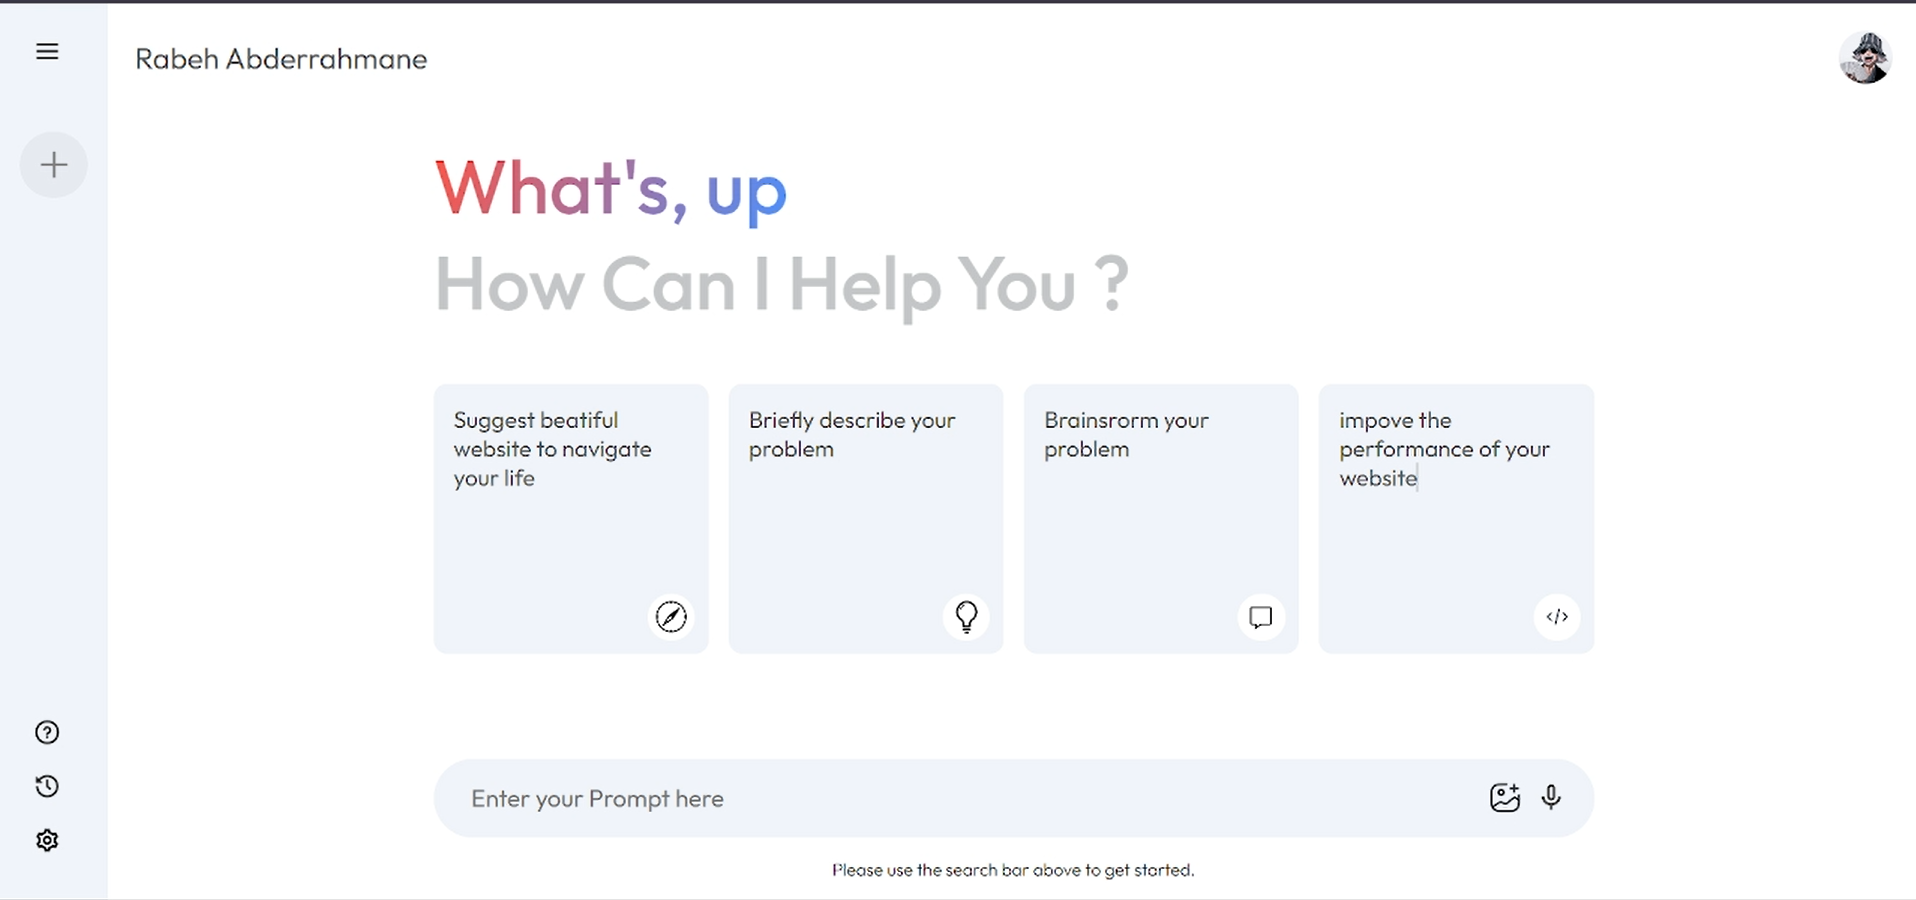 Rabeh Abderrahmane
What's, up
How Can I Help You ?
Suggest beatiful
website to navigate
your life
Briefly describe your
problem
Brainsrorm your
problem
impove the
performance of your
website
Enter your Prompt here
Please use the search bar above to get started.